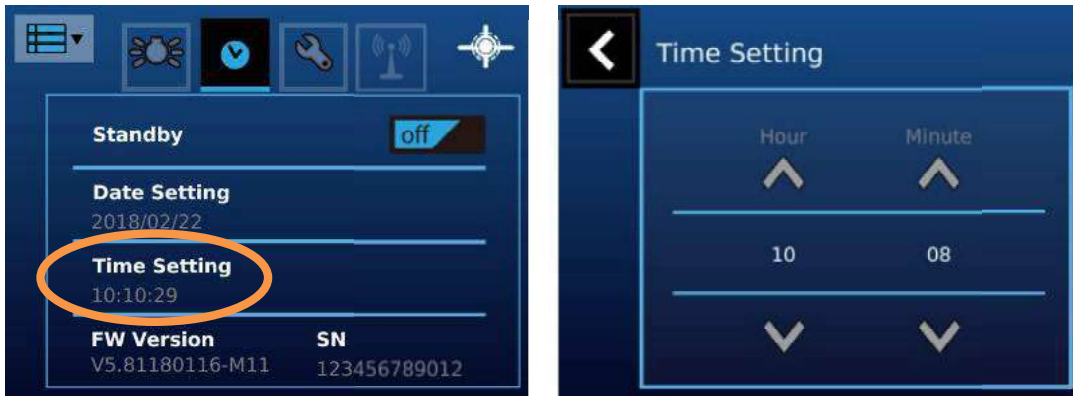 Standby
off
Date Setting
2018/02/22
Time Setting
10:10:29
FW Version SN
V5.81180116-M11 123456789012
Time Setting
Hour Minute
10 08